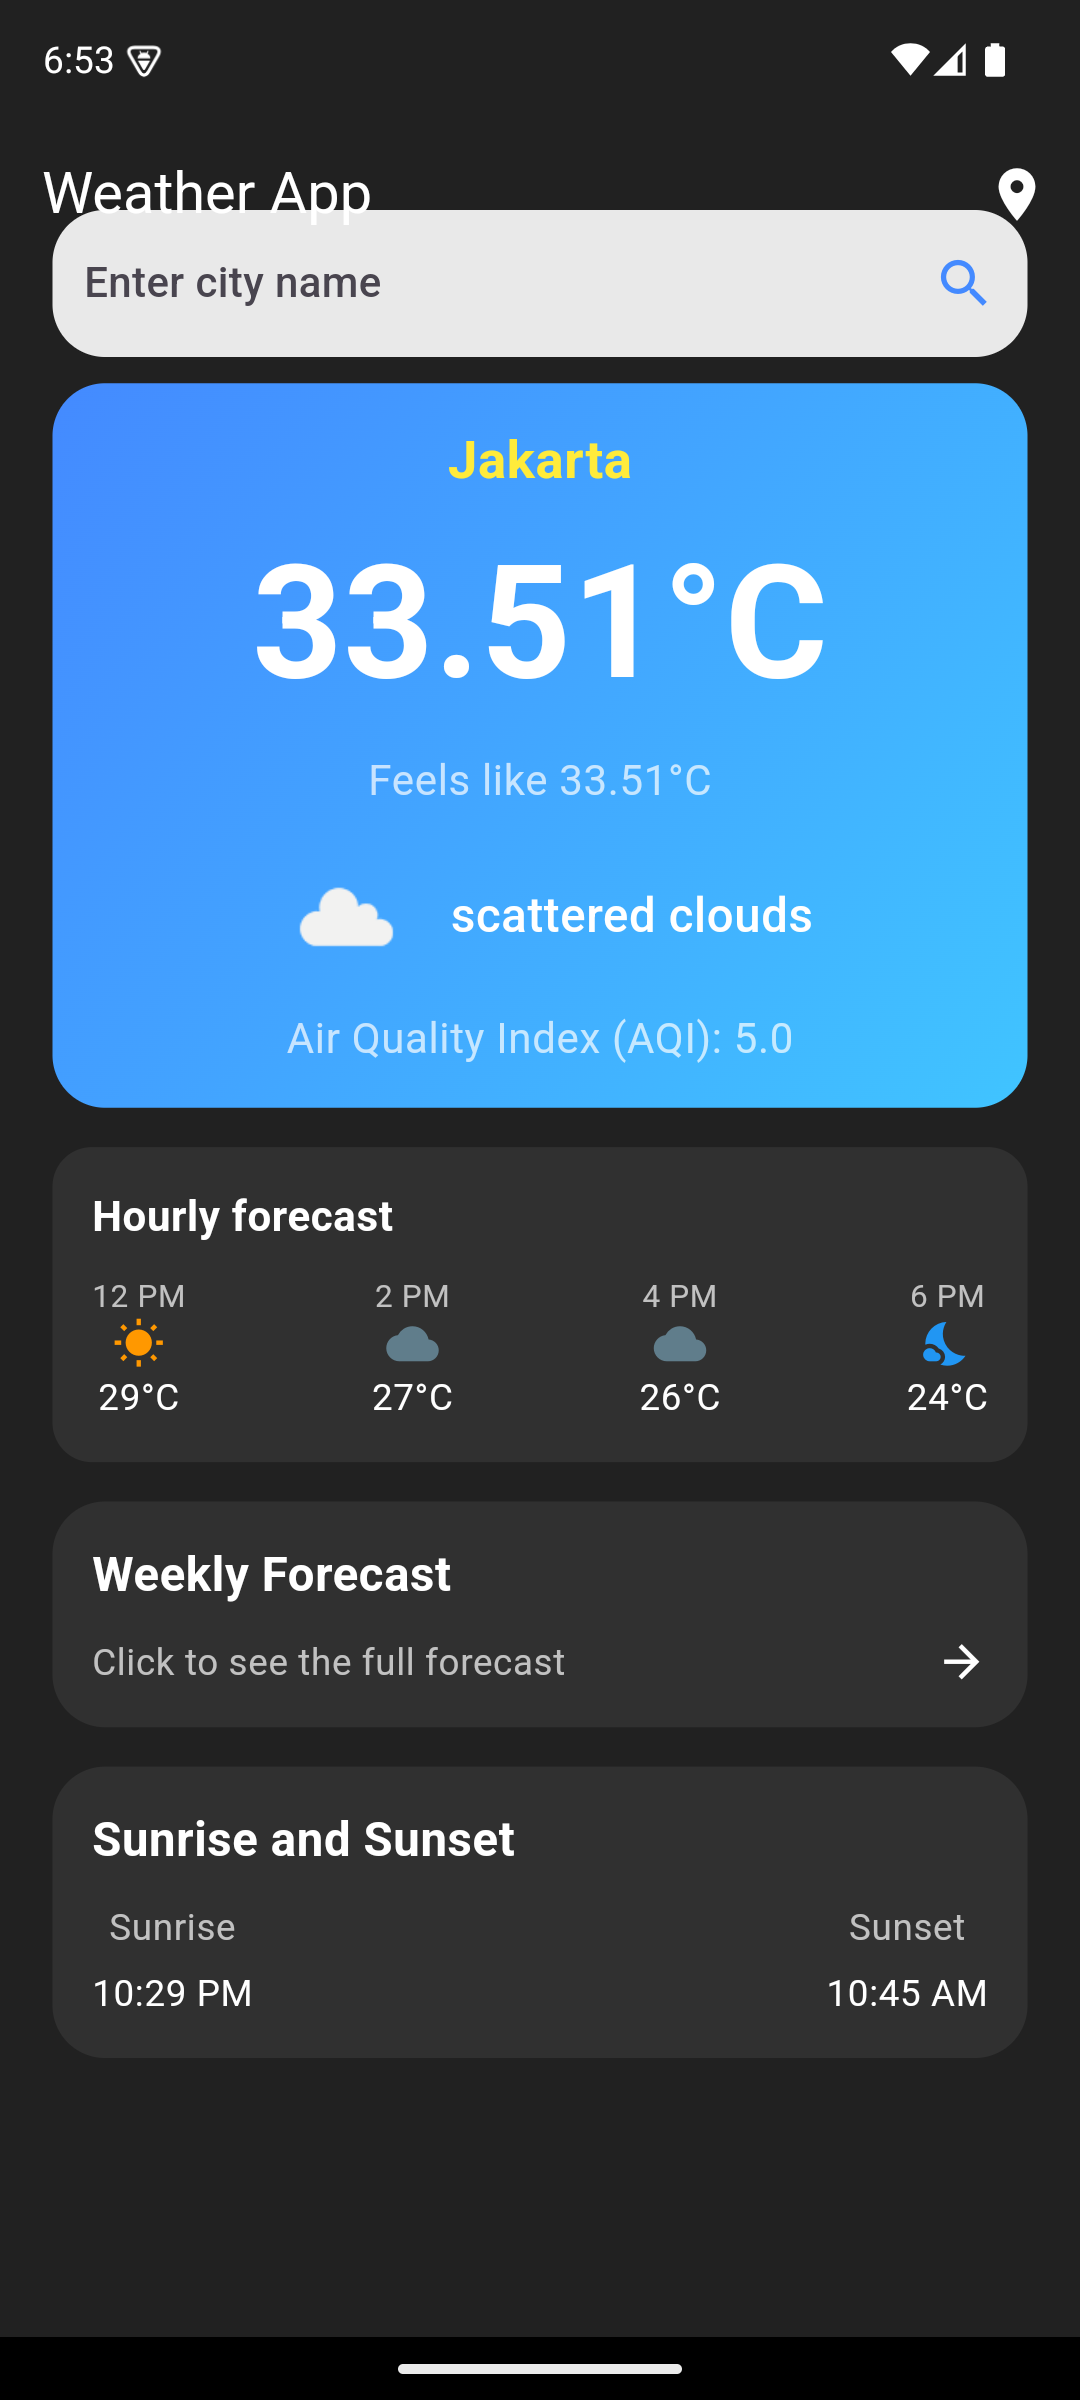 6:53
Weather App
Enter city name
Jakarta
33.51°C
Feels like 33.51°C
scattered clouds
Air Quality Index (AQI): 5.0
Hourly forecast
12 PM 2 PM 4 PM 6 PM
29°C 27°C 26°C 24°C
Weekly Forecast
Click to see the full forecast
Sunrise and Sunset
Sunrise Sunset
10:29 PM 10:45 AM